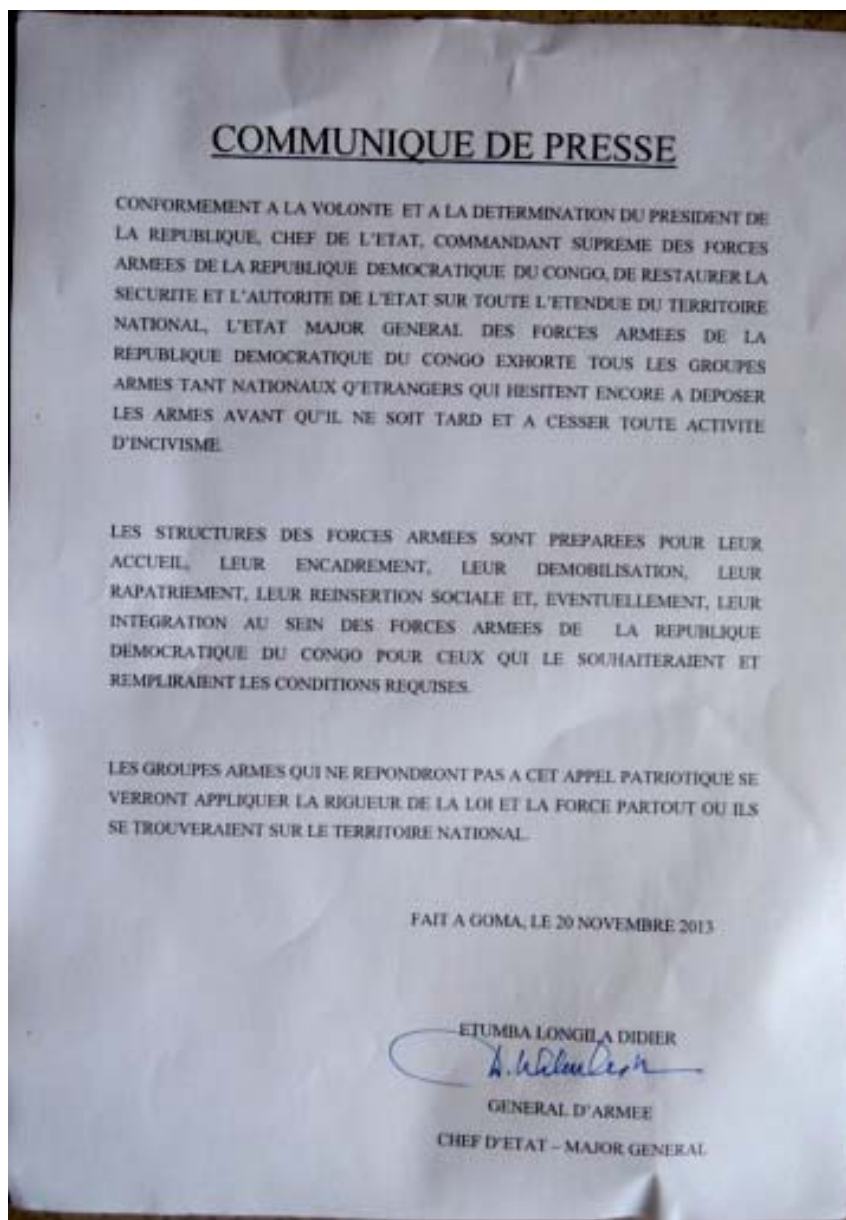 COMMUNIQUE DE PRESSE
CONFORMEMENT A LA VOLONTE ET A LA DETERMINATION DU PRESIDENT DE
LA REPUBLIQUE, CHEF DE L'ETAT, COMMANDANT SUPREME DES FORCES
ARMEES DE LA REPUBLIQUE DEMOCRATIQUE DU CONGO, DE RESTAURER LA
SECURITE ET L'AUTORITE DE L'ETAT SUR TOUTE L'ETENDUE DU TERRITOIRE
NATIONAL, L'ETAT MAJOR GENERAL DES FORCES ARMEES DE LA
REPUBLIQUE DEMOCRATIQUE DU CONGO EXHORTE TOUS LES GROUPES
ARMES TANT NATIONAUX Q'ETRANGERS QUI HESITENT ENCORE A DEPOSER
LES ARMES AVANT QU'IL NE SOIT TARD ET A CESSER TOUTE ACTIVITE
D'INCIVISME.
LES STRUCTURES DES FORCES ARMEES SONT PREPAREES POUR LEUR
ACCUEIL, LEUR ENCADREMENT, LEUR DEMOBILISATION, LEUR
RAPATRIEMENT, LEUR REINSERTION SOCIALE ET, EVENTUELLEMENT, LEUR
INTEGRATION AU SEIN DES FORCES ARMEES DE LA REPUBLIQUE
DEMOCRATIQUE DU CONGO POUR CEUX QUI LE SOUHAITERAIENT ET
REMPLIRAIENT LES CONDITIONS REQUISES.
LES GROUPES ARMES QUI NE REPONDRONT PAS A CET APPEL PATRIOTIQUE SE
VERRONT APPLIQUER LA RIGUEUR DE LA LOI ET LA FORCE PARTOUT OU ILS
SE TROUVERAIENT SUR LE TERRITOIRE NATIONAL.
FAIT A GOMA, LE 20 NOVEMBRE 2013
ETUMBA LONGILA DIDIER
GENERAL D'ARMEE
CHEF D'ETAT – MAJOR GENERAL